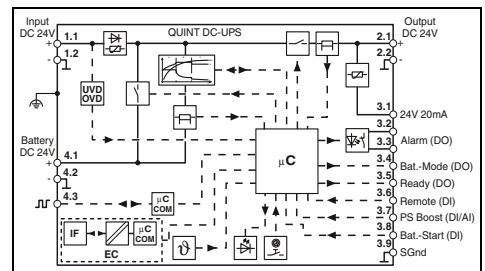 Input
DC 24V
1.1
+
1.2
-
QUINT DC-UPS
Output
DC 24V
2.1
+
2.2
-
UVD
OVD
3.1
24V 20mA
3.2
Alarm (DO)
3.3
Battery
DC 24V
4.1
+
4.2
-
4.3
µC
3.4
Bat.-Mode (DO)
3.5
Ready (DO)
3.6
Remote (DI)
3.7
PS Boost (DI/AI)
3.8
Bat.-Start (DI)
3.9
SGnd
µC
COM
IF
µC
COM
EC
ϑ